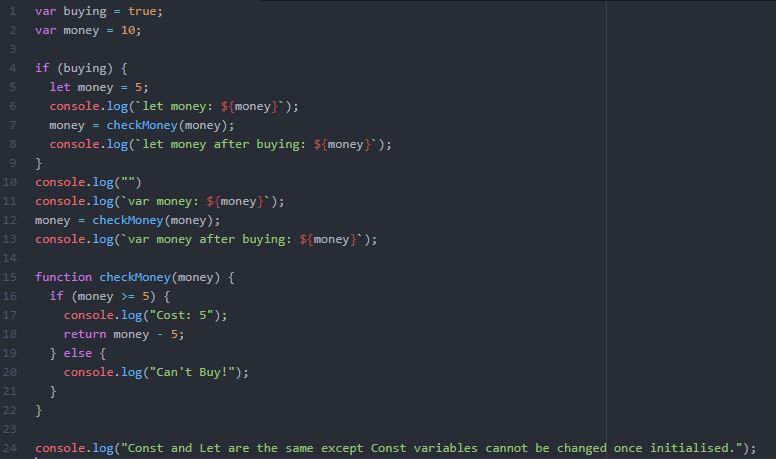 1 var buying = true;
2 var money = 10;
3
4 if (buying) {
5   let money = 5;
6   console.log(`let money: ${money}`);
7   money = checkMoney(money);
8   console.log(`let money after buying: ${money}`);
9 }
10 console.log("")
11 console.log(`var money: ${money}`);
12 money = checkMoney(money);
13 console.log(`var money after buying: ${money}`);
14
15 function checkMoney(money) {
16   if (money >= 5) {
17     console.log("Cost: 5");
18     return money - 5;
19   } else {
20     console.log("Can't Buy!");
21   }
22 }
23
24 console.log("Const and Let are the same except Const variables cannot be changed once initialised.");